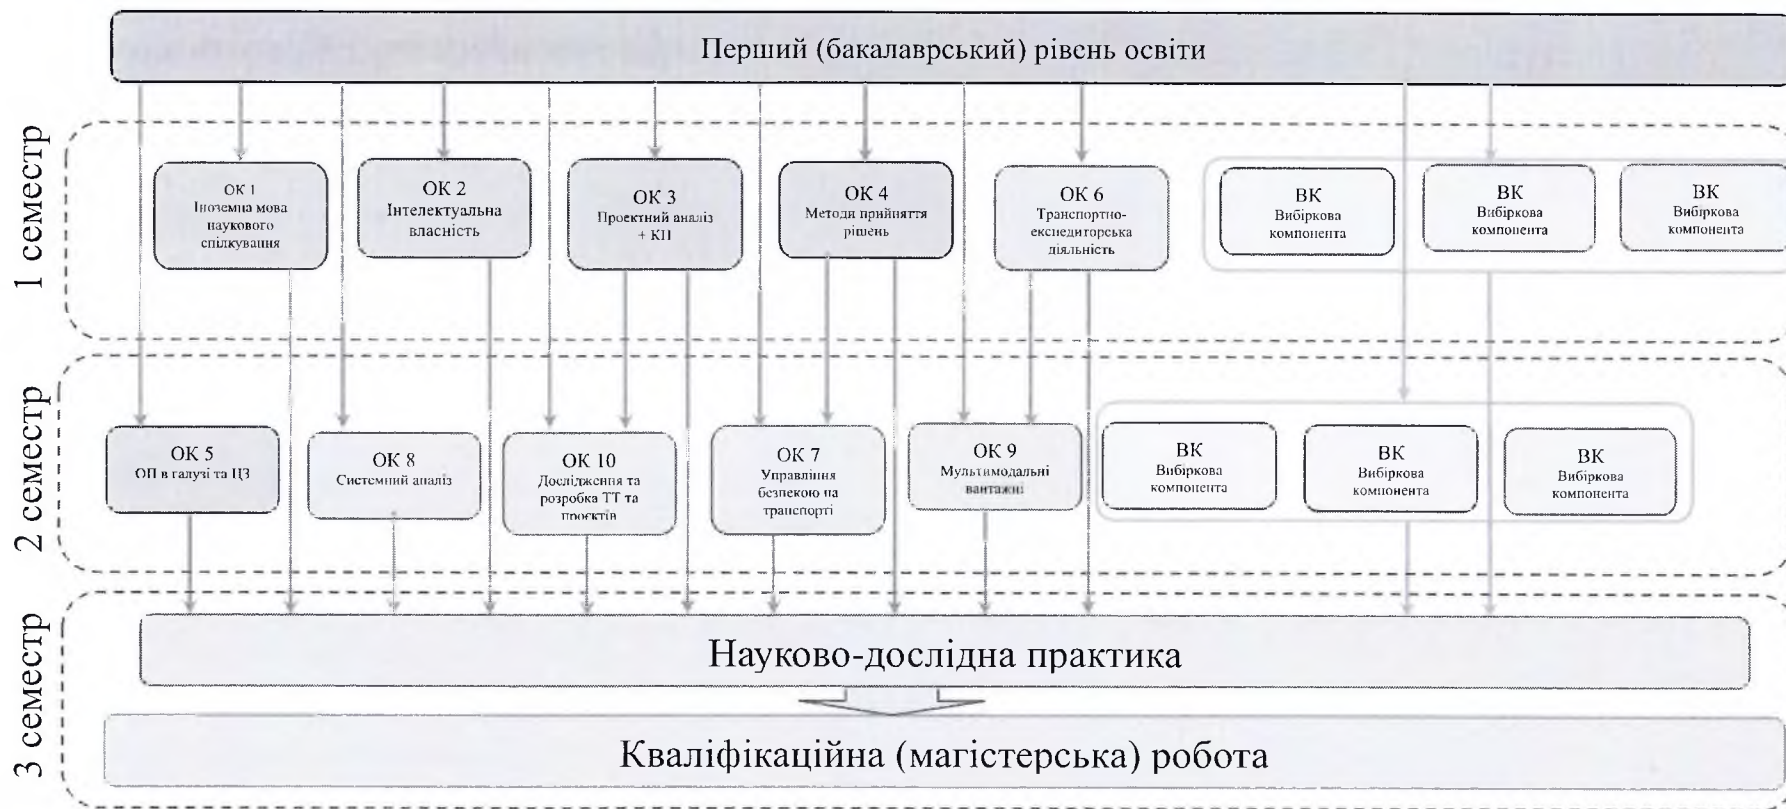 Перший (бакалаврський) рівень освіти
1 семестр
ОК 1
Іноземна мова
наукового
спілкування
ОК 2
Інтелектуальна
власність
ОК 3
Проектний аналіз
+ КП
ОК 4
Методи прийняття
рішень
ОК 6
Транспортно-
експедиторська
діяльність
ВК
Вибіркова
компонента
ВК
Вибіркова
компонента
ВК
Вибіркова
компонента
2 семестр
ОК 5
ОП в галузі та ЦЗ
ОК 8
Системний аналіз
ОК 10
Дослідження та
розробка ТТ та
проєктів
ОК 7
Управління
безпекою на
транспорті
ОК 9
Мультимодальні
вантажні
ВК
Вибіркова
компонента
ВК
Вибіркова
компонента
ВК
Вибіркова
компонента
3 семестр
Науково-дослідна практика
Кваліфікаційна (магістерська) робота